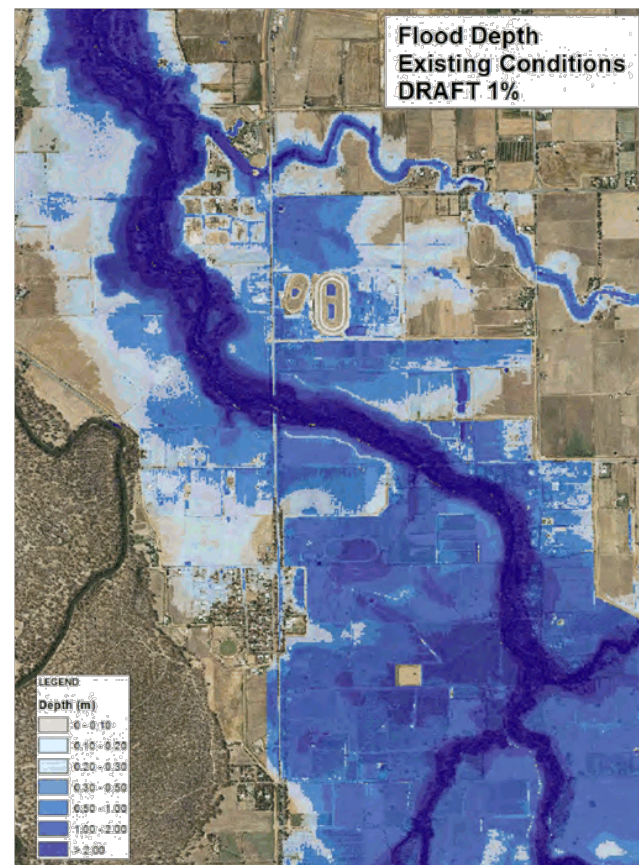 Flood Depth
Existing Conditions
DRAFT 1%
LEGEND:
Depth (m)
0 - 0.10
0.10 - 0.20
0.20 - 0.30
0.30 - 0.50
0.50 - 1.00
1.00 - 2.00
> 2.00